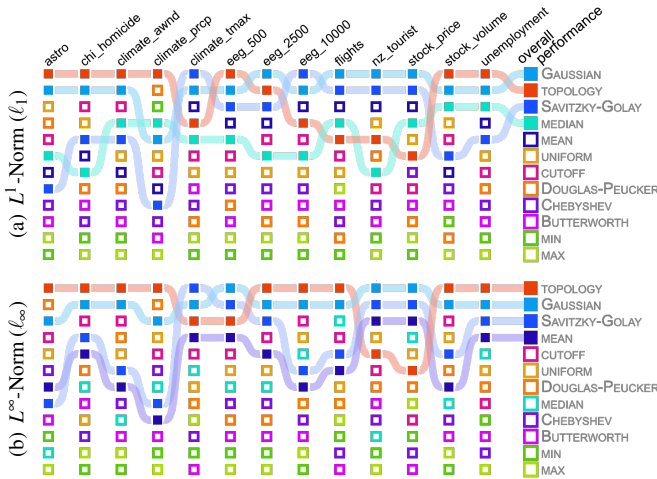 astro
chi_homicide
climate_awnd
climate_prcp
climate_tmax
eeg_500
eeg_2500
eeg_10000
flights
nz_tourist
stock_price
stock_volume
unemployment
overall
performance
(a) L¹-Norm (ℓ₁)
GAUSSIAN
TOPOLOGY
SAVITZKY-GOLAY
MEDIAN
MEAN
UNIFORM
CUTOFF
DOUGLAS-PEUCKER
CHEBYSHEV
BUTTERWORTH
MIN
MAX
(b) L∞-Norm (ℓ∞)
TOPOLOGY
GAUSSIAN
SAVITZKY-GOLAY
MEAN
CUTOFF
UNIFORM
DOUGLAS-PEUCKER
MEDIAN
CHEBYSHEV
BUTTERWORTH
MIN
MAX